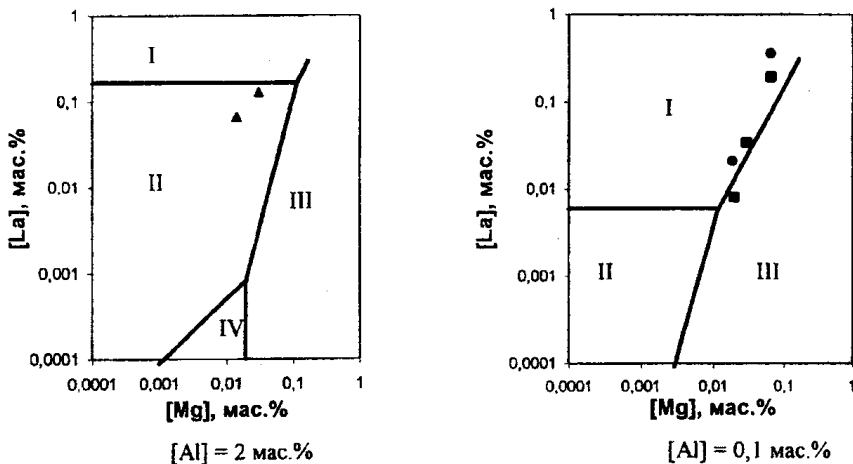 1
I
0,1
[La], мас.%
0,01
II
III
0,001
IV
0,0001
0,0001 0,001 0,01 0,1 1
[Mg], мас.%
[Al] = 2 мас.%
1
0,1
I
[La], мас.%
0,01
0,001
II
III
0,0001
0,0001 0,001 0,01 0,1 1
[Mg], мас.%
[Al] = 0,1 мас.%